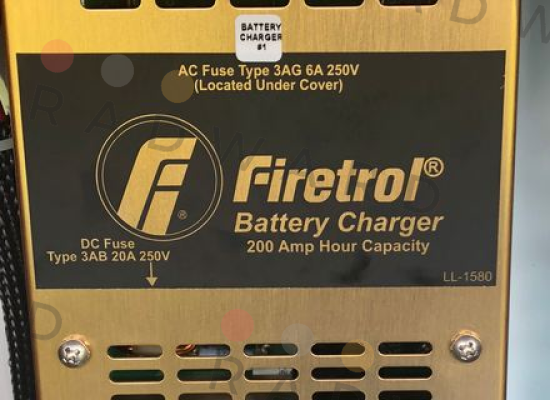 BATTERY
CHARGER
#1
AC Fuse Type 3AG 6A 250V
(Located Under Cover)
Firetrol®
Battery Charger
200 Amp Hour Capacity
DC Fuse
Type 3AB 20A 250V
LL-1580
RADWARD